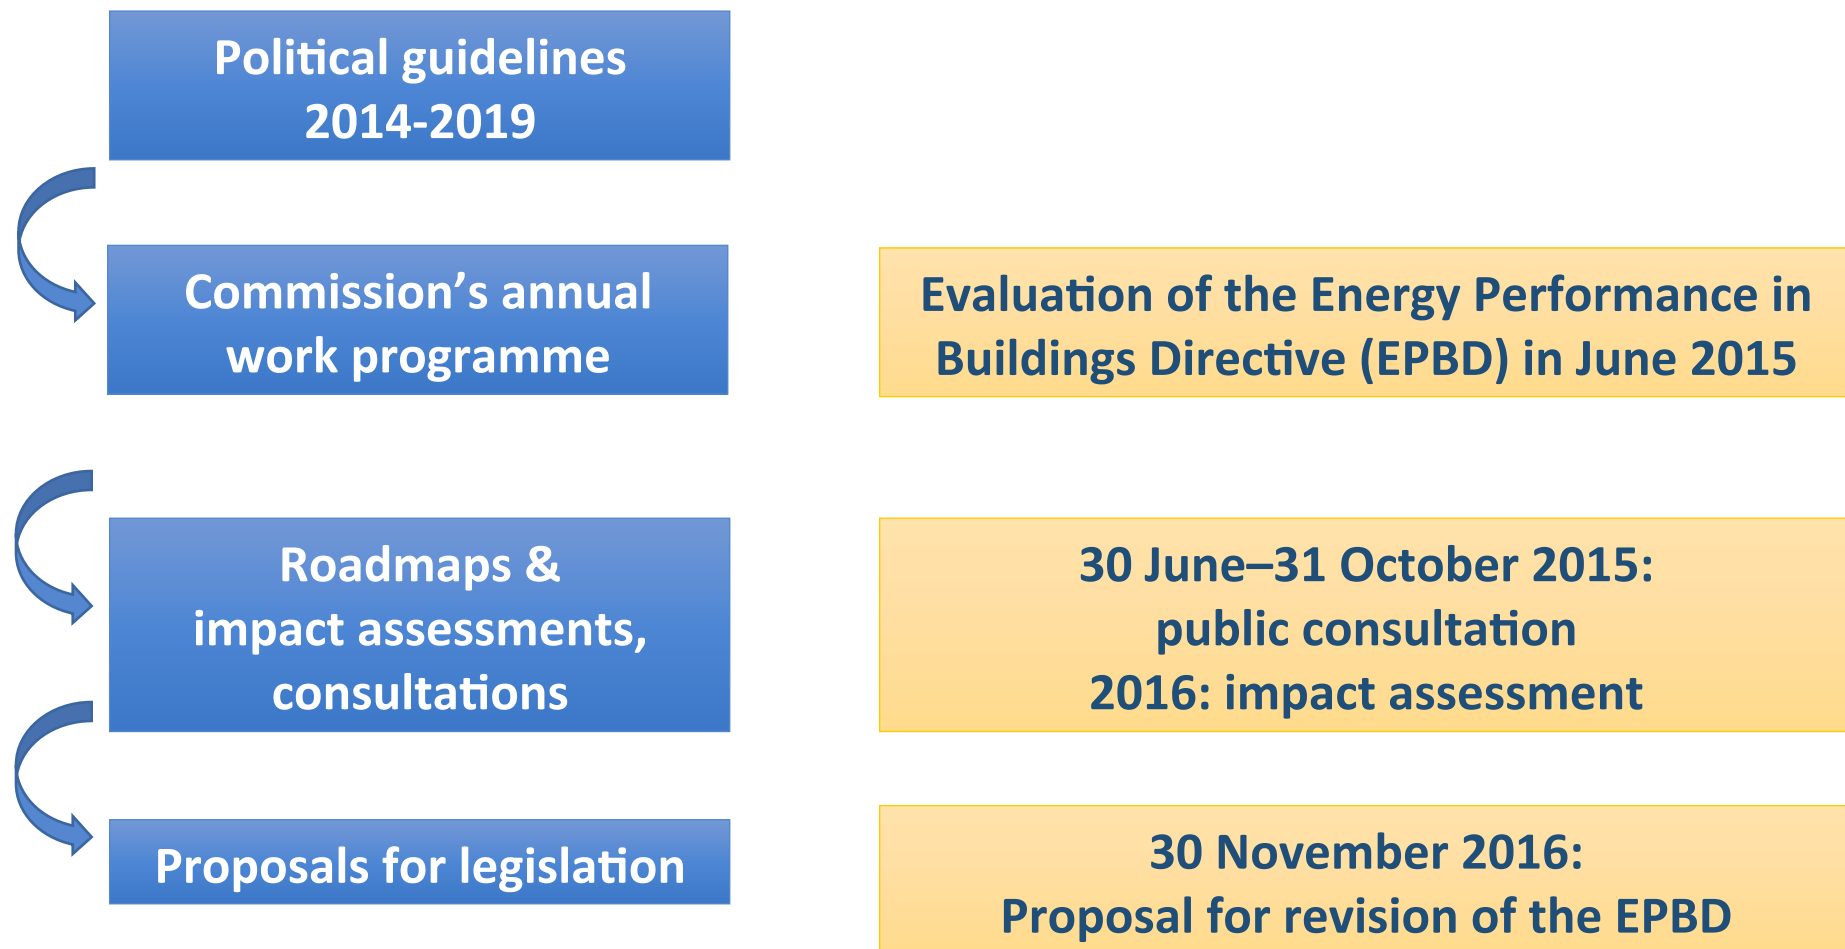 Political guidelines
2014-2019
Commission's annual
work programme
Evaluation of the Energy Performance in
Buildings Directive (EPBD) in June 2015
Roadmaps &
impact assessments,
consultations
30 June–31 October 2015:
public consultation
2016: impact assessment
Proposals for legislation
30 November 2016:
Proposal for revision of the EPBD